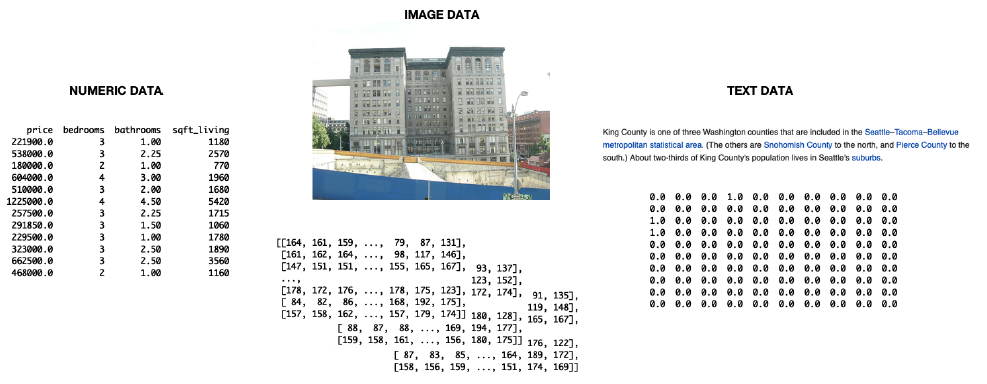 IMAGE DATA
NUMERIC DATA
price bedrooms bathrooms sqft_living
221900.0 3 1.00 1180
538000.0 3 2.25 2570
180000.0 2 1.00 770
604000.0 4 3.00 1960
510000.0 3 2.00 1680
1225000.0 4 4.50 5420
257500.0 3 2.25 1715
291850.0 3 1.50 1060
229500.0 3 1.00 1780
323000.0 3 2.50 1890
662500.0 3 2.50 3560
468000.0 2 1.00 1160
[[164, 161, 159, ..., 79, 87, 131],
[161, 162, 164, ..., 98, 117, 146],
[147, 151, 151, ..., 155, 165, 167],
...,
[178, 172, 176, ..., 178, 175, 123],
[ 84, 82, 86, ..., 168, 192, 175],
[157, 158, 162, ..., 157, 179, 174]]
93, 137],
123, 152],
172, 174],
180, 128],
[ 88, 87, 88, ..., 169, 194, 177],
[159, 158, 161, ..., 156, 180, 175]]
91, 135],
119, 148],
165, 167],
176, 122],
[ 87, 83, 85, ..., 164, 189, 172],
[158, 156, 159, ..., 151, 174, 169]]
TEXT DATA
King County is one of three Washington counties that are included in the Seattle–Tacoma–Bellevue
metropolitan statistical area. (The others are Snohomish County to the north, and Pierce County to the
south.) About two-thirds of King County's population lives in Seattle's suburbs.
0.0 0.0 0.0 1.0 0.0 0.0 0.0 0.0 0.0 0.0
0.0 0.0 0.0 0.0 0.0 0.0 0.0 0.0 0.0 0.0
1.0 0.0 0.0 0.0 0.0 0.0 0.0 0.0 0.0 0.0
1.0 0.0 0.0 0.0 0.0 0.0 0.0 0.0 0.0 0.0
0.0 0.0 0.0 0.0 0.0 0.0 0.0 0.0 0.0 0.0
0.0 0.0 0.0 0.0 0.0 0.0 0.0 0.0 0.0 0.0
0.0 0.0 0.0 0.0 0.0 0.0 0.0 0.0 0.0 0.0
0.0 0.0 0.0 0.0 0.0 0.0 0.0 0.0 0.0 0.0
0.0 0.0 0.0 0.0 0.0 0.0 0.0 0.0 0.0 0.0
0.0 0.0 0.0 0.0 0.0 0.0 0.0 0.0 0.0 0.0